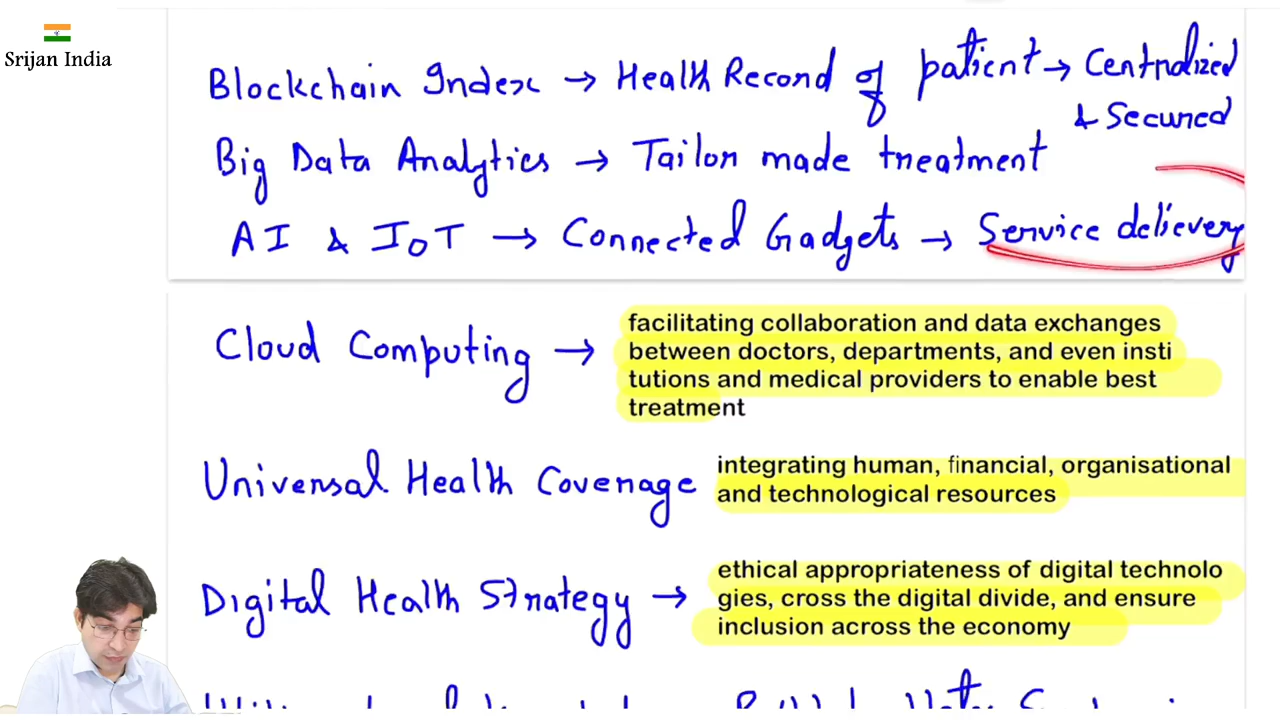 Srijan India
Blockchain Index → Health Record of patient → Centralized
& Secured
Big Data Analytics → Tailor made treatment
AI & IOT → Connected Gadgets → Service delievery
Cloud Computing →
facilitating collaboration and data exchanges
between doctors, departments, and even insti
tutions and medical providers to enable best
treatment
Universal Health Coverage
integrating human, financial, organisational
and technological resources
Digital Health Strategy →
ethical appropriateness of digital technolo
gies, cross the digital divide, and ensure
inclusion across the economy